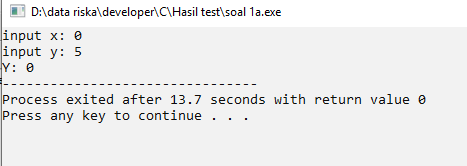 D:\data riska\developer\C\Hasil test\soal 1a.exe
input x: 0
input y: 5
Y: 0
--------------------------------
Process exited after 13.7 seconds with return value 0
Press any key to continue . . .